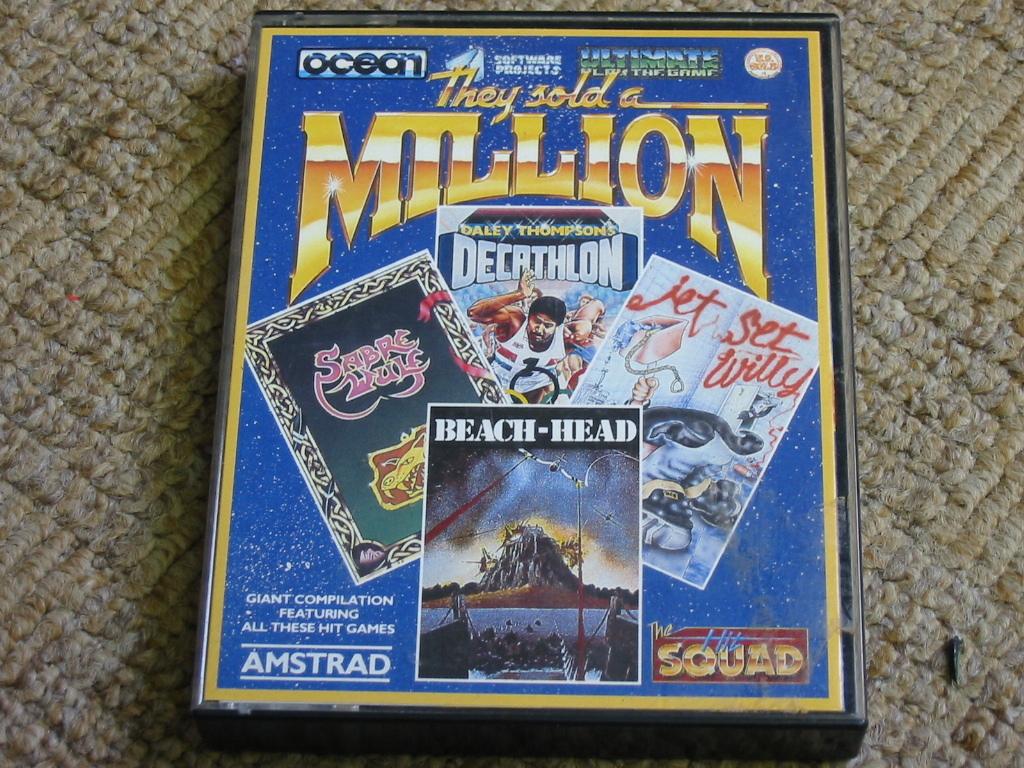 ocean
SOFTWARE
PROJECTS
ULTIMATE
PLAY THE GAME
U.S.
GOLD
They sold a
MILLION
DALEY THOMPSON'S
DECATHLON
SABRE
WULF
jet set
willy
BEACH-HEAD
GIANT COMPILATION
FEATURING
ALL THESE HIT GAMES
AMSTRAD
The Hit
SQUAD